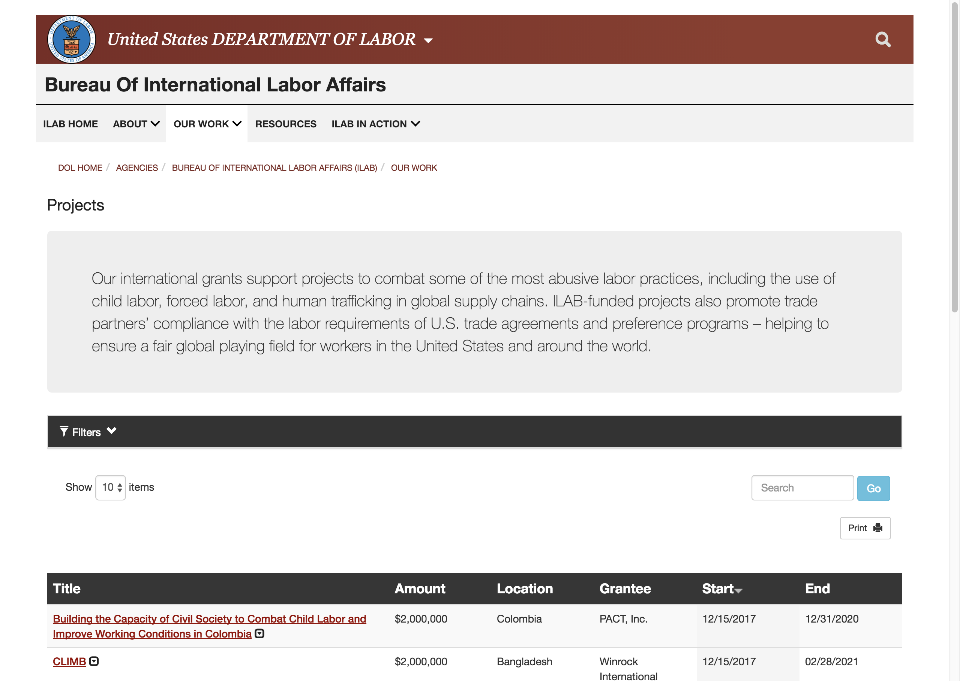 United States DEPARTMENT OF LABOR
Bureau Of International Labor Affairs
ILAB HOME ABOUT OUR WORK RESOURCES ILAB IN ACTION
DOL HOME / AGENCIES / BUREAU OF INTERNATIONAL LABOR AFFAIRS (ILAB) / OUR WORK
Projects
Our international grants support projects to combat some of the most abusive labor practices, including the use of
child labor, forced labor, and human trafficking in global supply chains. ILAB-funded projects also promote trade
partners' compliance with the labor requirements of U.S. trade agreements and preference programs – helping to
ensure a fair global playing field for workers in the United States and around the world.
Filters
Show 10 items
Search Go
Print
Title Amount Location Grantee Start End
Building the Capacity of Civil Society to Combat Child Labor and $2,000,000 Colombia PACT, Inc. 12/15/2017 12/31/2020
Improve Working Conditions in Colombia
CLIMB $2,000,000 Bangladesh Winrock 12/15/2017 02/28/2021
International